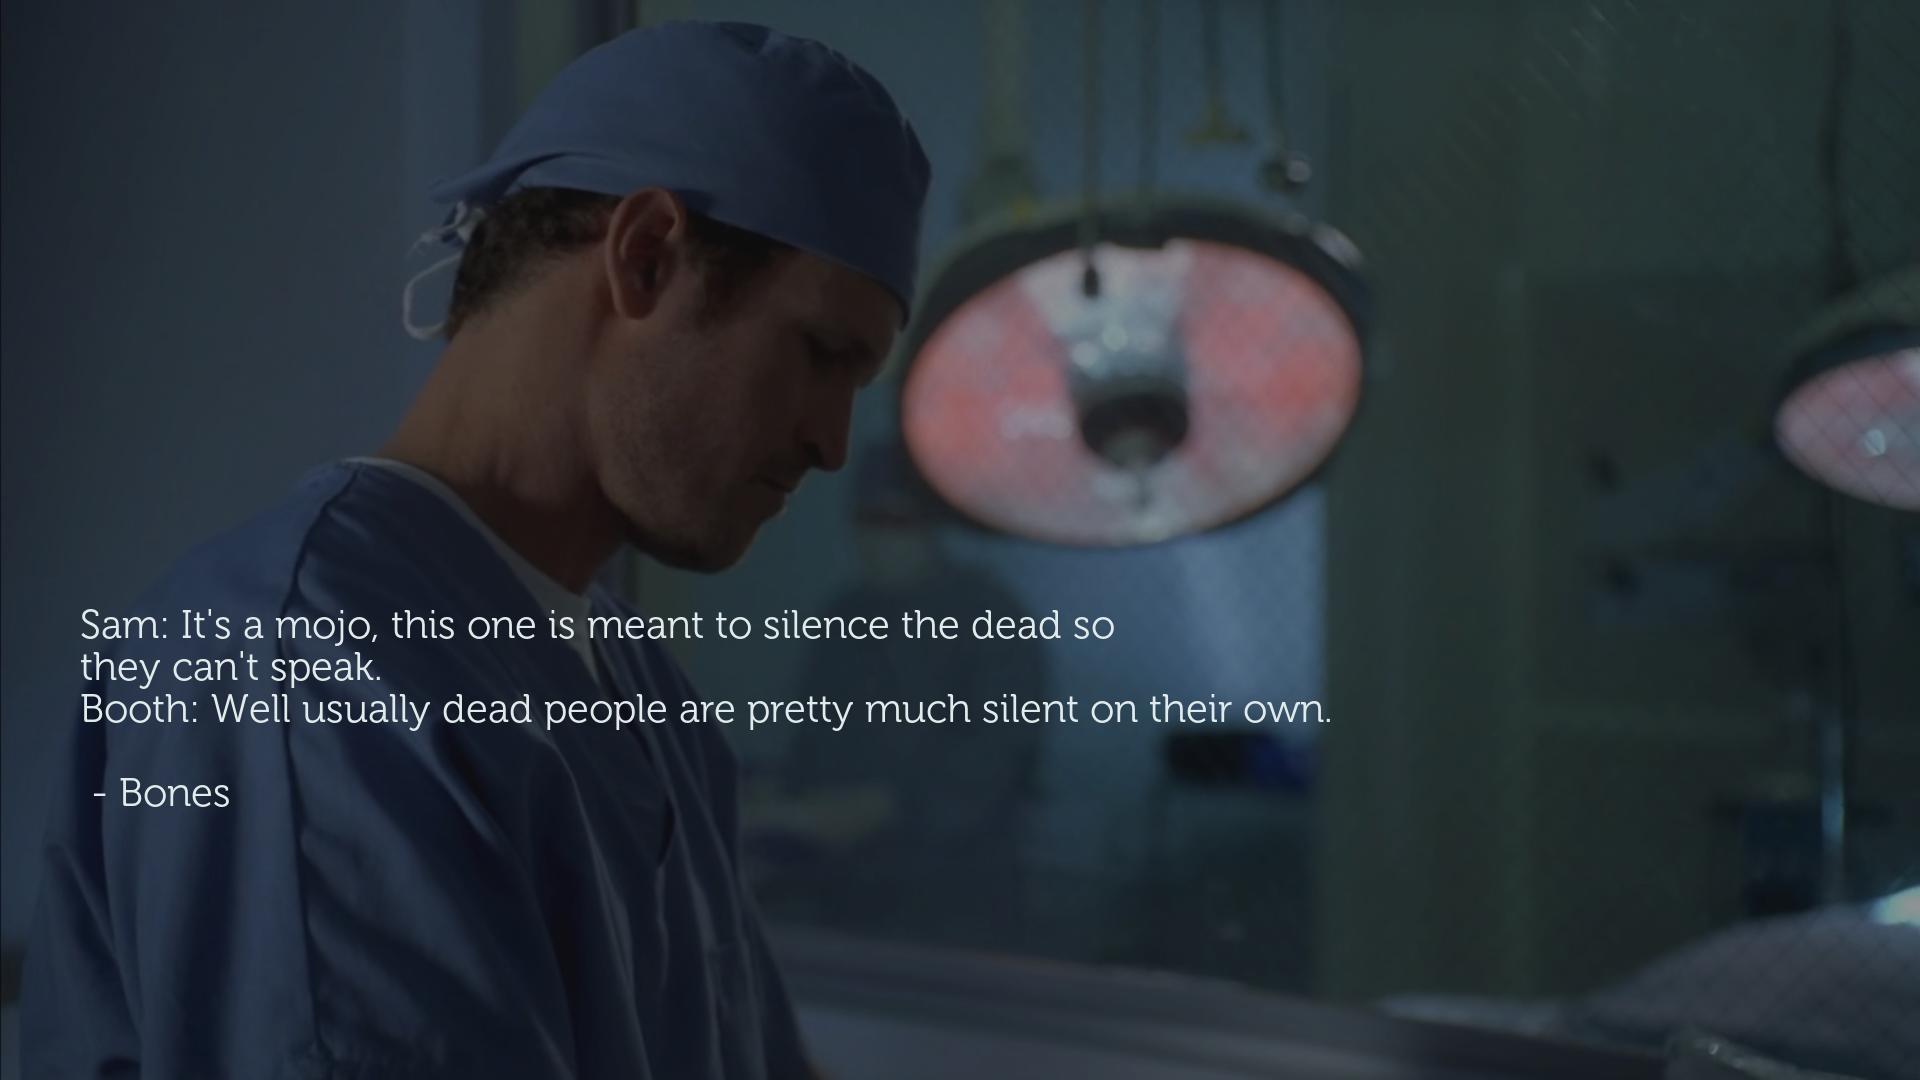 Sam: It's a mojo, this one is meant to silence the dead so
they can't speak.
Booth: Well usually dead people are pretty much silent on their own.
- Bones